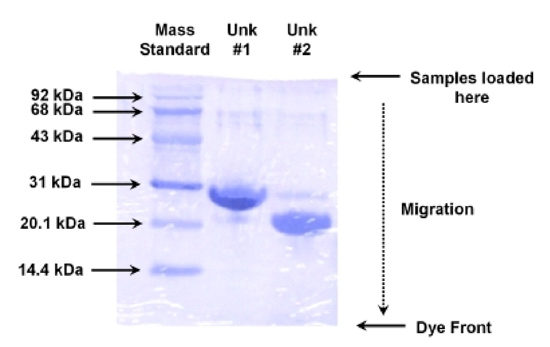 Mass Standard
Unk #1
Unk #2
Samples loaded here
92 kDa
68 kDa
43 kDa
31 kDa
Migration
20.1 kDa
14.4 kDa
Dye Front